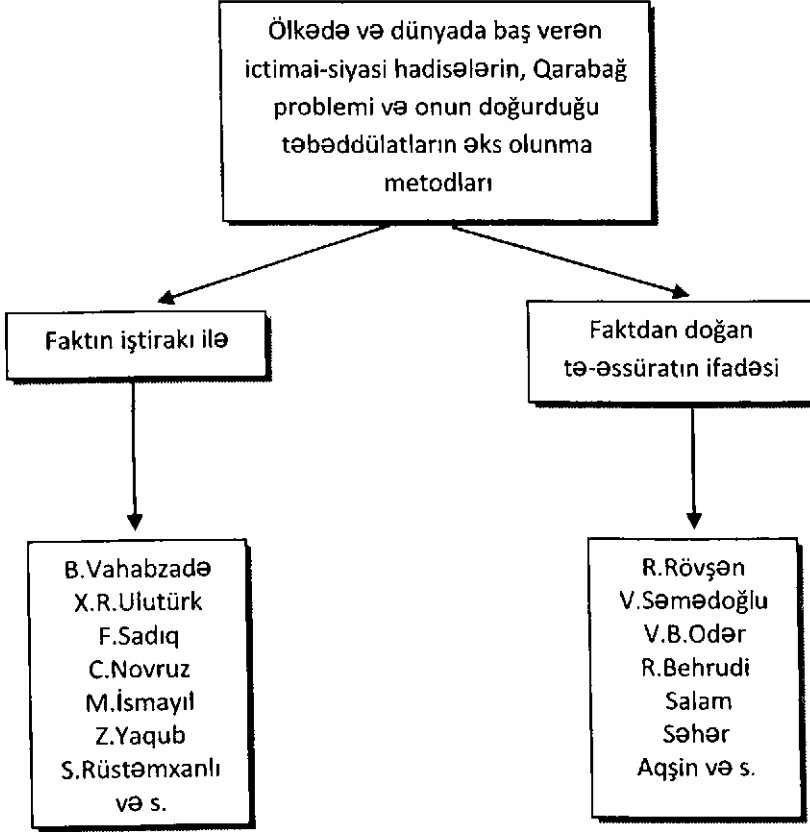 Ölkədə və dünyada baş verən
ictimai-siyasi hadisələrin, Qarabağ
problemi və onun doğurduğu
təbəddülatların əks olunma
metodları
Faktın iştirakı ilə
Faktdan doğan
tə-əssüratın ifadəsi
B.Vahabzadə
X.R.Ulutürk
F.Sadıq
C.Novruz
M.İsmayıl
Z.Yaqub
S.Rüstəmxanlı
və s.
R.Rövşən
V.Səmədoğlu
V.B.Odər
R.Behrudi
Salam
Səhər
Aqşin və s.